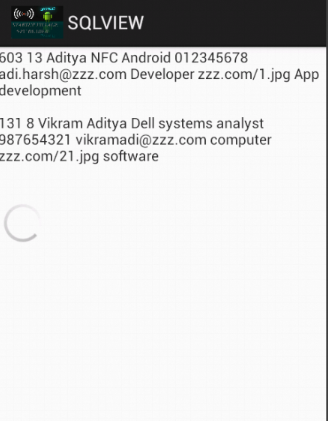 SQLVIEW
603 13 Aditya NFC Android 012345678
adi.harsh@zzz.com Developer zzz.com/1.jpg App
development
131 8 Vikram Aditya Dell systems analyst
987654321 vikramadi@zzz.com computer
zzz.com/21.jpg software